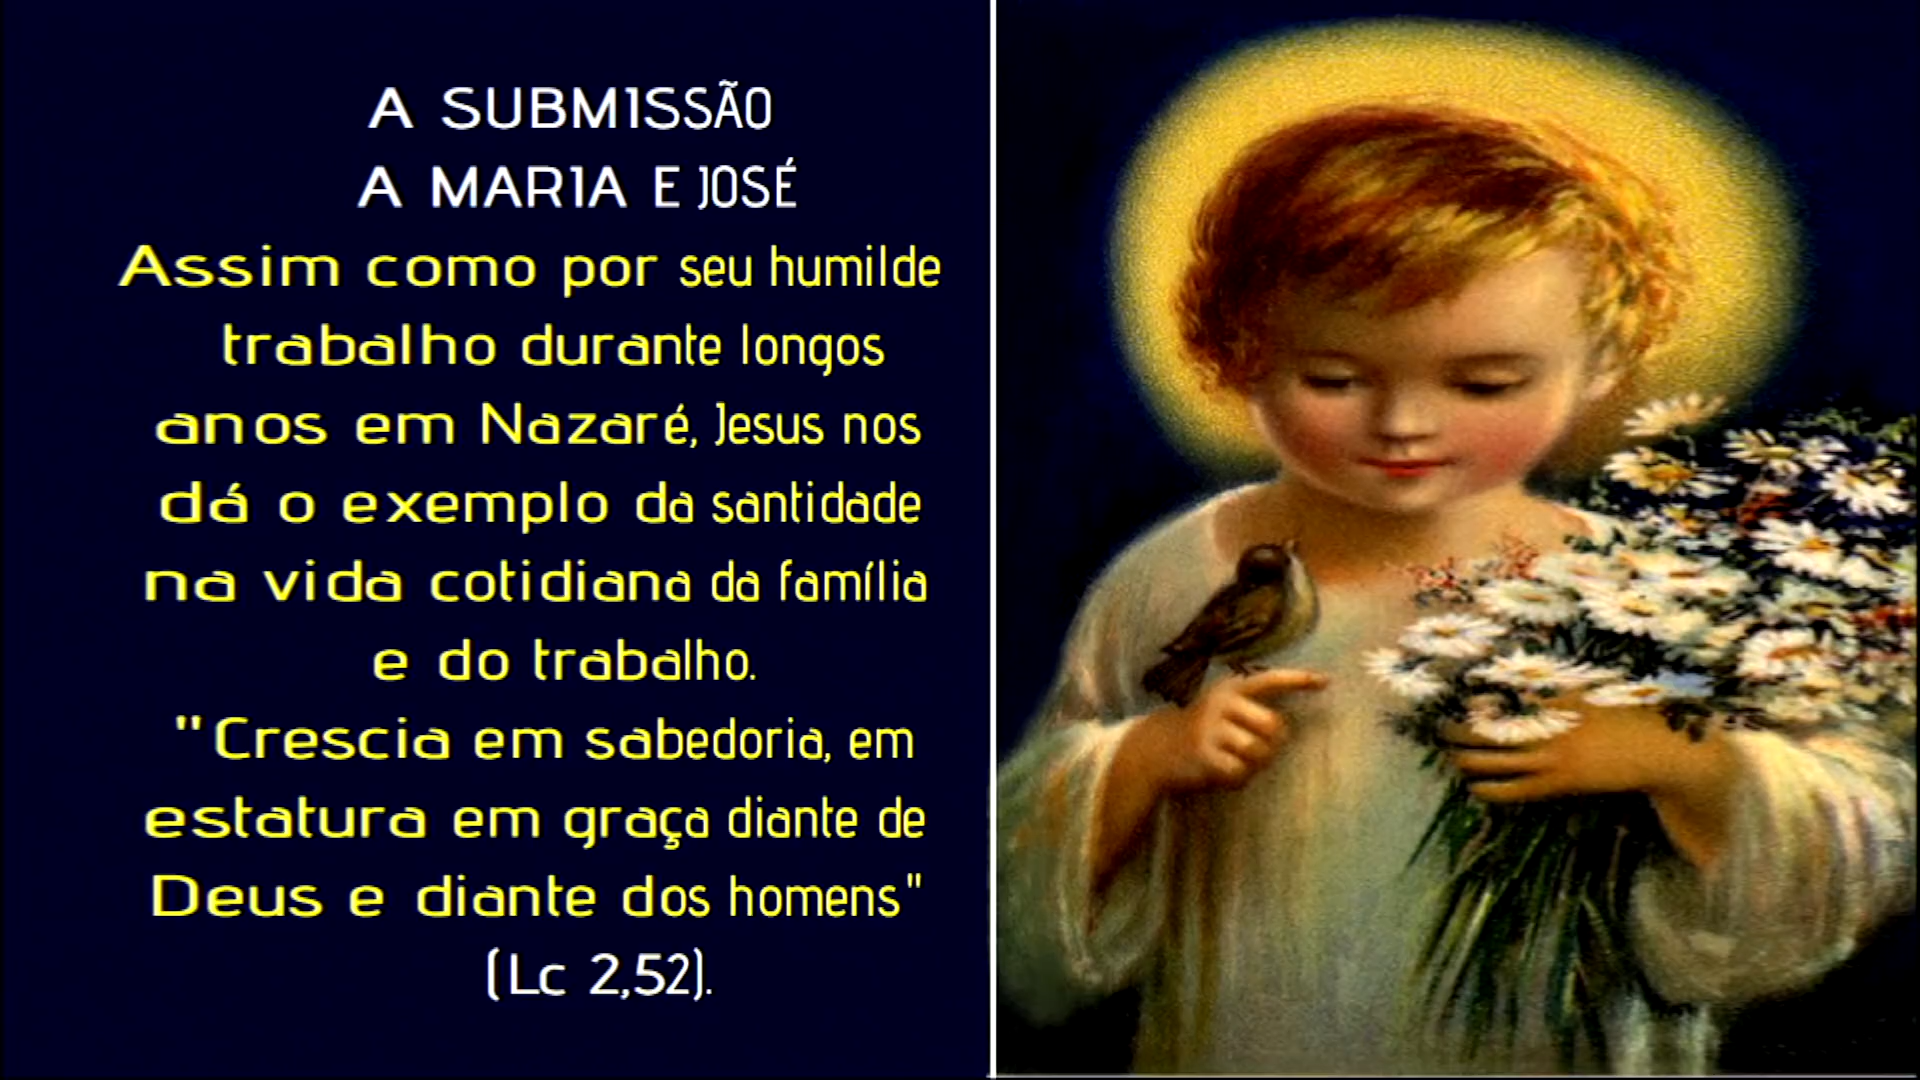 A SUBMISSÃO
A MARIA E JOSÉ
Assim como por seu humilde
trabalho durante longos
anos em Nazaré, Jesus nos
dá o exemplo da santidade
na vida cotidiana da família
e do trabalho.
"Crescia em sabedoria, em
estatura em graça diante de
Deus e diante dos homens"
(Lc 2,52).